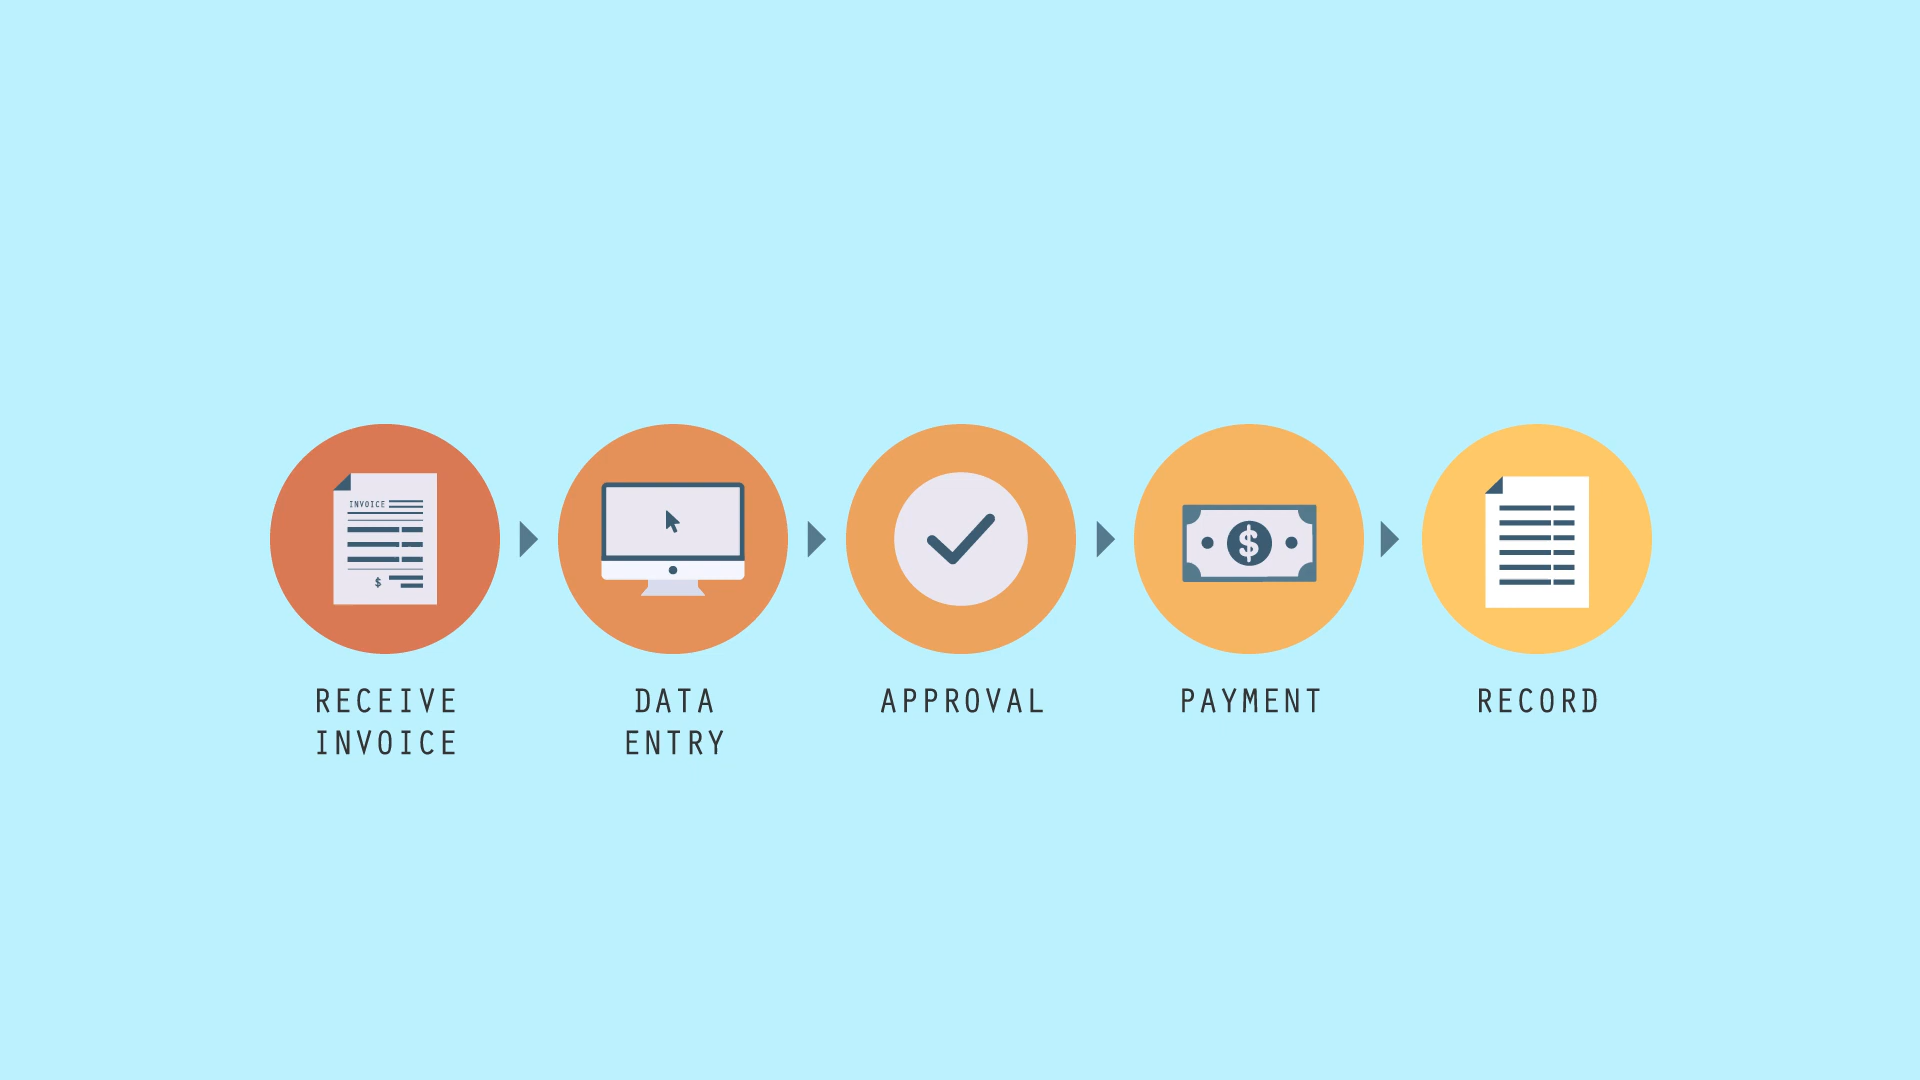 INVOICE
$
$
RECEIVE
INVOICE
DATA
ENTRY
APPROVAL
PAYMENT
RECORD